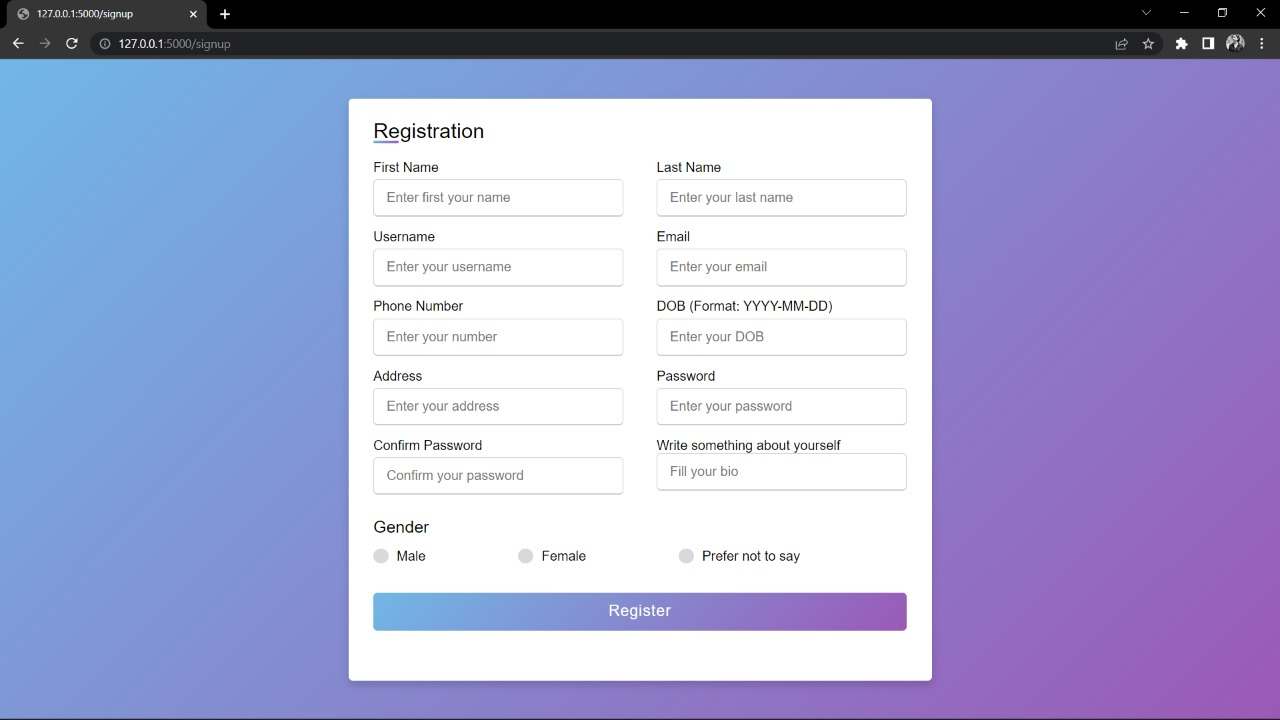 127.0.0.1:5000/signup
127.0.0.1:5000/signup
Registration
First Name
Last Name
Enter first your name
Enter your last name
Username
Email
Enter your username
Enter your email
Phone Number
DOB (Format: YYYY-MM-DD)
Enter your number
Enter your DOB
Address
Password
Enter your address
Enter your password
Confirm Password
Write something about yourself
Confirm your password
Fill your bio
Gender
Male
Female
Prefer not to say
Register